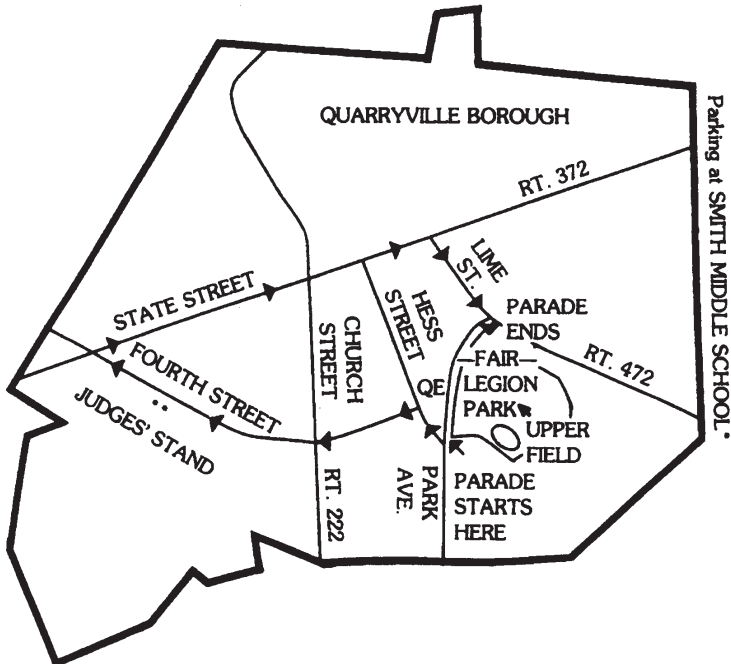 QUARRYVILLE BOROUGH
RT. 372
Parking at SMITH MIDDLE SCHOOL.
STATE STREET
LIME
ST.
HESS
STREET
CHURCH
STREET
PARADE
ENDS
RT. 472
FAIR
LEGION
PARK
QE
UPPER
FIELD
FOURTH STREET
JUDGES' STAND
RT. 222
PARK
AVE.
PARADE
STARTS
HERE